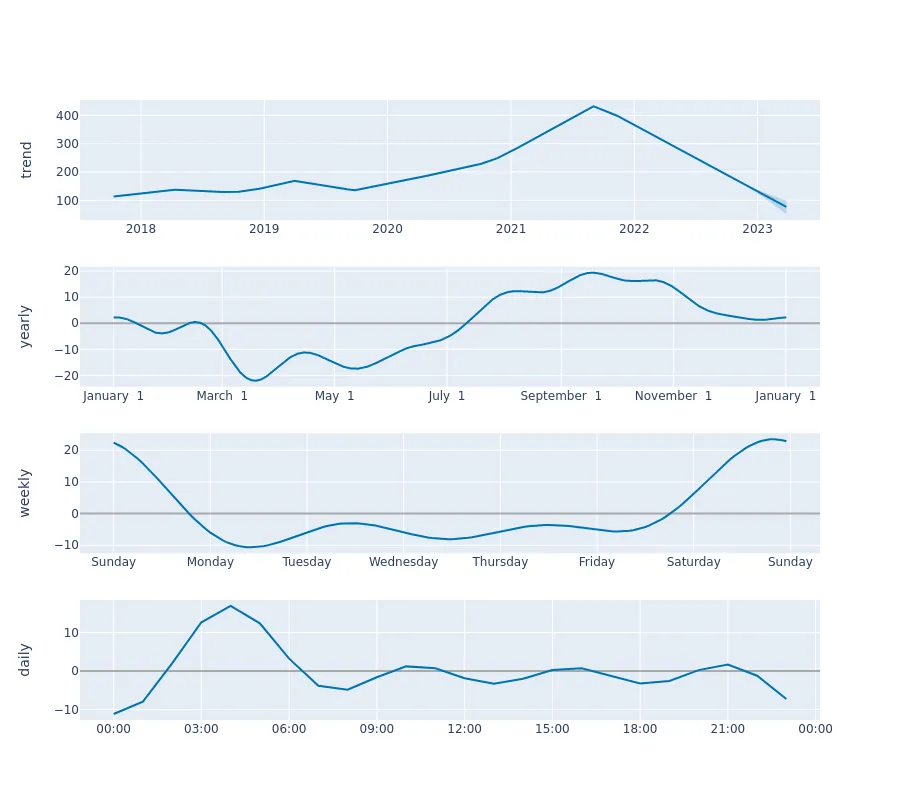 trend
400
300
200
100
2018 2019 2020 2021 2022 2023
yearly
20
10
0
−10
−20
January 1 March 1 May 1 July 1 September 1 November 1 January 1
weekly
20
10
0
−10
Sunday Monday Tuesday Wednesday Thursday Friday Saturday Sunday
daily
10
0
−10
00:00 03:00 06:00 09:00 12:00 15:00 18:00 21:00 00:00